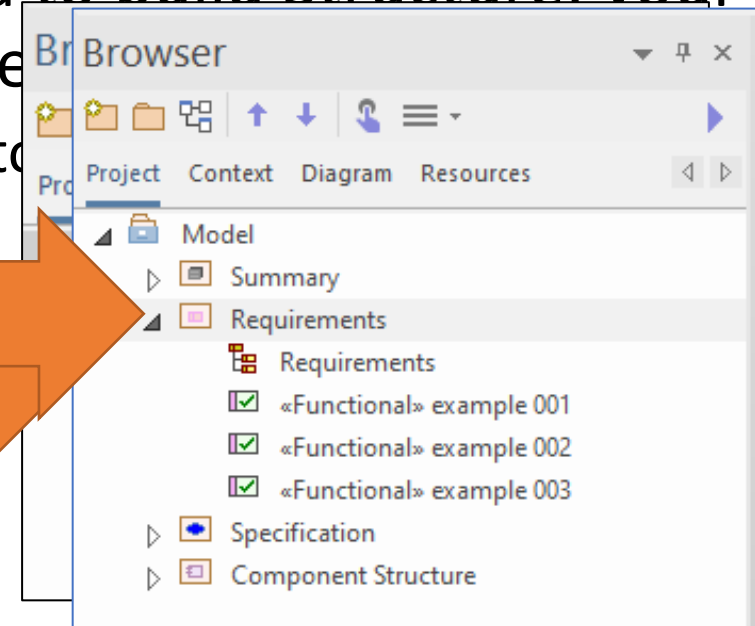 Browser
Project Context Diagram Resources
Model
Summary
Requirements
Requirements
«Functional» example 001
«Functional» example 002
«Functional» example 003
Specification
Component Structure